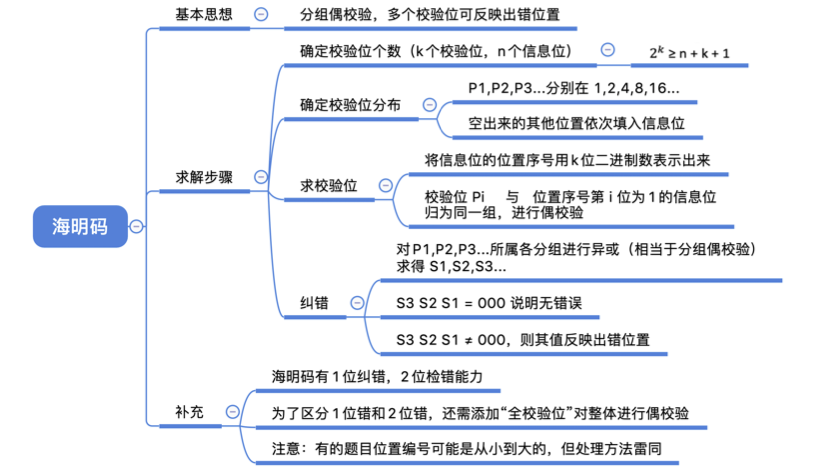 海明码
基本思想
分组偶校验，多个校验位可反映出错位置
求解步骤
确定校验位个数（k个校验位，n个信息位）
2^k ≥ n + k + 1
确定校验位分布
P1,P2,P3...分别在 1,2,4,8,16...
空出来的其他位置依次填入信息位
求校验位
将信息位的位置序号用k位二进制数表示出来
校验位 Pi 与 位置序号第 i 位为1的信息位
归为同一组，进行偶校验
纠错
对P1,P2,P3...所属各分组进行异或（相当于分组偶校验）
求得 S1,S2,S3...
S3 S2 S1 = 000 说明无错误
S3 S2 S1 ≠ 000，则其值反映出错位置
补充
海明码有1位纠错，2位检错能力
为了区分1位错和2位错，还需添加“全校验位”对整体进行偶校验
注意：有的题目位置编号可能是从小到大的，但处理方法雷同